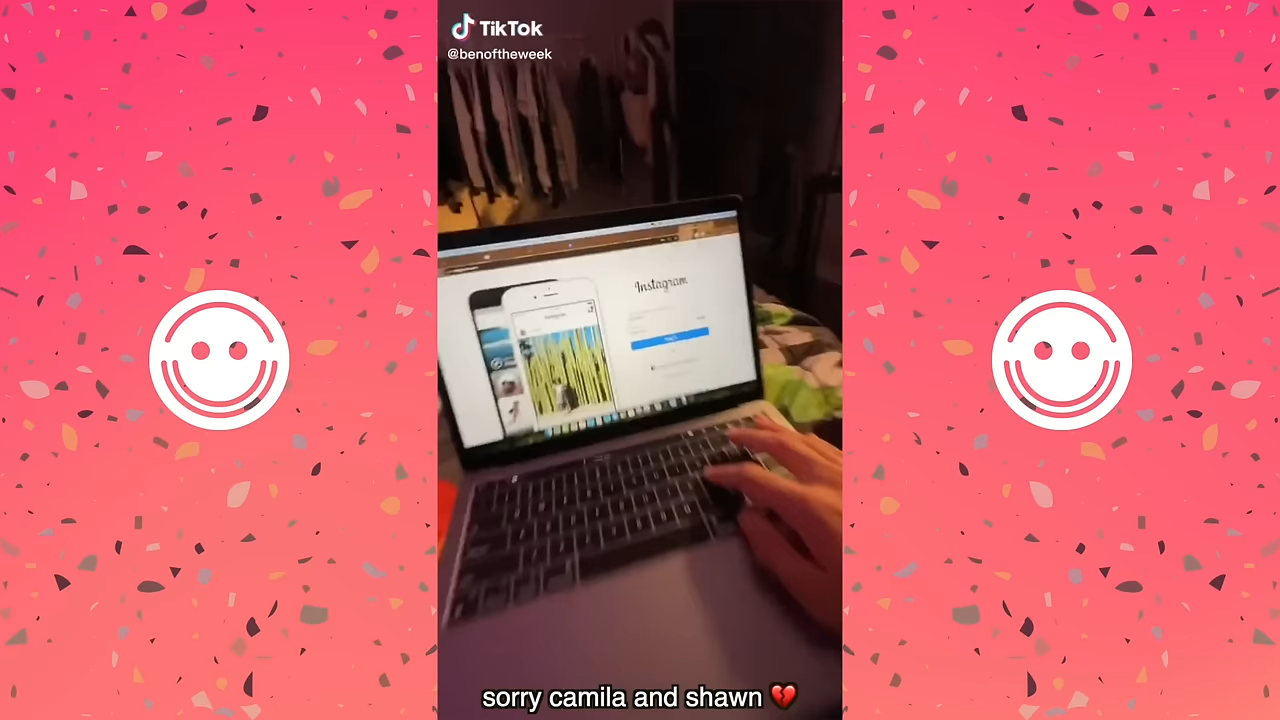 TikTok
@benoftheweek
Instagram
sorry camila and shawn 💔